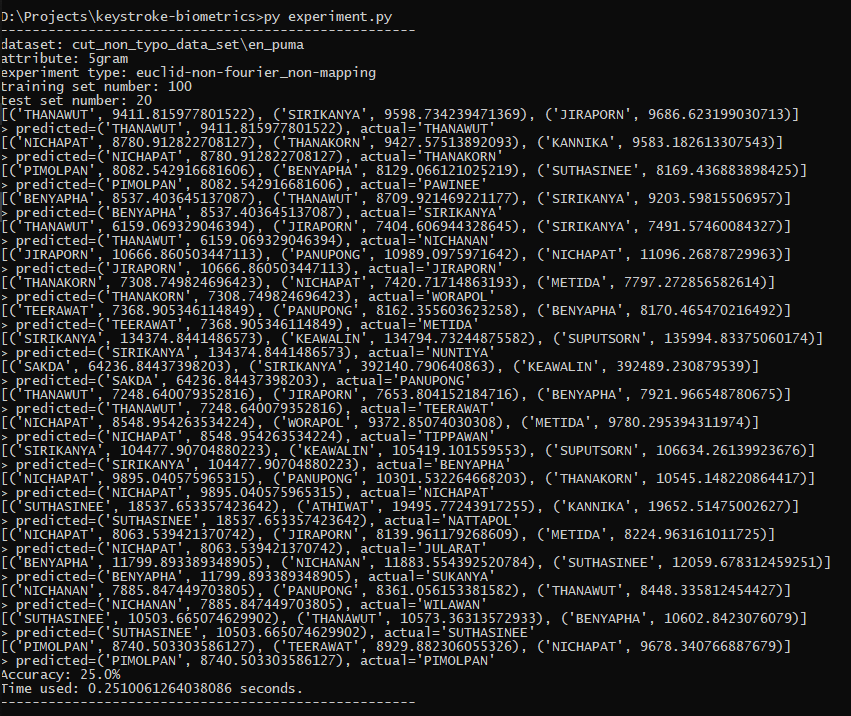 D:\Projects\keystroke-biometrics>py experiment.py
----------------------------------------------------
dataset: cut_non_typo_data_set\en_puma
attribute: 5gram
experiment type: euclid-non-fourier_non-mapping
training set number: 100
test set number: 20
[('THANAWUT', 9411.815977801522), ('SIRIKANYA', 9598.734239471369), ('JIRAPORN', 9686.623199030713)]
> predicted=('THANAWUT', 9411.815977801522), actual='THANAWUT'
[('NICHAPAT', 8780.912822708127), ('THANAKORN', 9427.57513892093), ('KANNIKA', 9583.182613307543)]
> predicted=('NICHAPAT', 8780.912822708127), actual='THANAKORN'
[('PIMOLPAN', 8082.542916681606), ('BENYAPHA', 8129.066121025219), ('SUTHASINEE', 8169.436883898425)]
> predicted=('PIMOLPAN', 8082.542916681606), actual='PAWINEE'
[('BENYAPHA', 8537.403645137087), ('THANAWUT', 8709.921469221177), ('SIRIKANYA', 9203.59815506957)]
> predicted=('BENYAPHA', 8537.403645137087), actual='SIRIKANYA'
[('THANAWUT', 6159.069329046394), ('JIRAPORN', 7404.606944328645), ('SIRIKANYA', 7491.57460084327)]
> predicted=('THANAWUT', 6159.069329046394), actual='NICHANAN'
[('JIRAPORN', 10666.860503447113), ('PANUPONG', 10989.0975971642), ('NICHAPAT', 11096.26878729963)]
> predicted=('JIRAPORN', 10666.860503447113), actual='JIRAPORN'
[('THANAKORN', 7308.749824696423), ('NICHAPAT', 7420.71714863193), ('METIDA', 7797.272856582614)]
> predicted=('THANAKORN', 7308.749824696423), actual='WORAPOL'
[('TEERAWAT', 7368.905346114849), ('PANUPONG', 8162.355603623258), ('BENYAPHA', 8170.465470216492)]
> predicted=('TEERAWAT', 7368.905346114849), actual='METIDA'
[('SIRIKANYA', 134374.8441486573), ('KEAWALIN', 134794.73244875582), ('SUPUTSORN', 135994.83375060174)]
> predicted=('SIRIKANYA', 134374.8441486573), actual='NUNTIYA'
[('SAKDA', 64236.84437398203), ('SIRIKANYA', 392140.790640863), ('KEAWALIN', 392489.230879539)]
> predicted=('SAKDA', 64236.84437398203), actual='PANUPONG'
[('THANAWUT', 7248.640079352816), ('JIRAPORN', 7653.804152184716), ('BENYAPHA', 7921.966548780675)]
> predicted=('THANAWUT', 7248.640079352816), actual='TEERAWAT'
[('NICHAPAT', 8548.954263534224), ('WORAPOL', 9372.85074030308), ('METIDA', 9780.295394311974)]
> predicted=('NICHAPAT', 8548.954263534224), actual='TIPPAWAN'
[('SIRIKANYA', 104477.90704880223), ('KEAWALIN', 105419.101559553), ('SUPUTSORN', 106634.26139923676)]
> predicted=('SIRIKANYA', 104477.90704880223), actual='BENYAPHA'
[('NICHAPAT', 9895.040575965315), ('PANUPONG', 10301.532264668203), ('THANAKORN', 10545.148220864417)]
> predicted=('NICHAPAT', 9895.040575965315), actual='NICHAPAT'
[('SUTHASINEE', 18537.653357423642), ('ATHIWAT', 19495.77243917255), ('KANNIKA', 19652.51475002627)]
> predicted=('SUTHASINEE', 18537.653357423642), actual='NATTAPOL'
[('NICHAPAT', 8063.539421370742), ('JIRAPORN', 8139.961179268609), ('METIDA', 8224.963161011725)]
> predicted=('NICHAPAT', 8063.539421370742), actual='JULARAT'
[('BENYAPHA', 11799.893389348905), ('NICHANAN', 11883.554392520784), ('SUTHASINEE', 12059.678312459251)]
> predicted=('BENYAPHA', 11799.893389348905), actual='SUKANYA'
[('NICHANAN', 7885.847449703805), ('PANUPONG', 8361.056153381582), ('THANAWUT', 8448.335812454427)]
> predicted=('NICHANAN', 7885.847449703805), actual='WILAWAN'
[('SUTHASINEE', 10503.665074629902), ('THANAWUT', 10573.36313572933), ('BENYAPHA', 10602.8423076079)]
> predicted=('SUTHASINEE', 10503.665074629902), actual='SUTHASINEE'
[('PIMOLPAN', 8740.503303586127), ('TEERAWAT', 8929.882306055326), ('NICHAPAT', 9678.340766887679)]
> predicted=('PIMOLPAN', 8740.503303586127), actual='PIMOLPAN'
Accuracy: 25.0%
Time used: 0.2510061264038086 seconds.
----------------------------------------------------